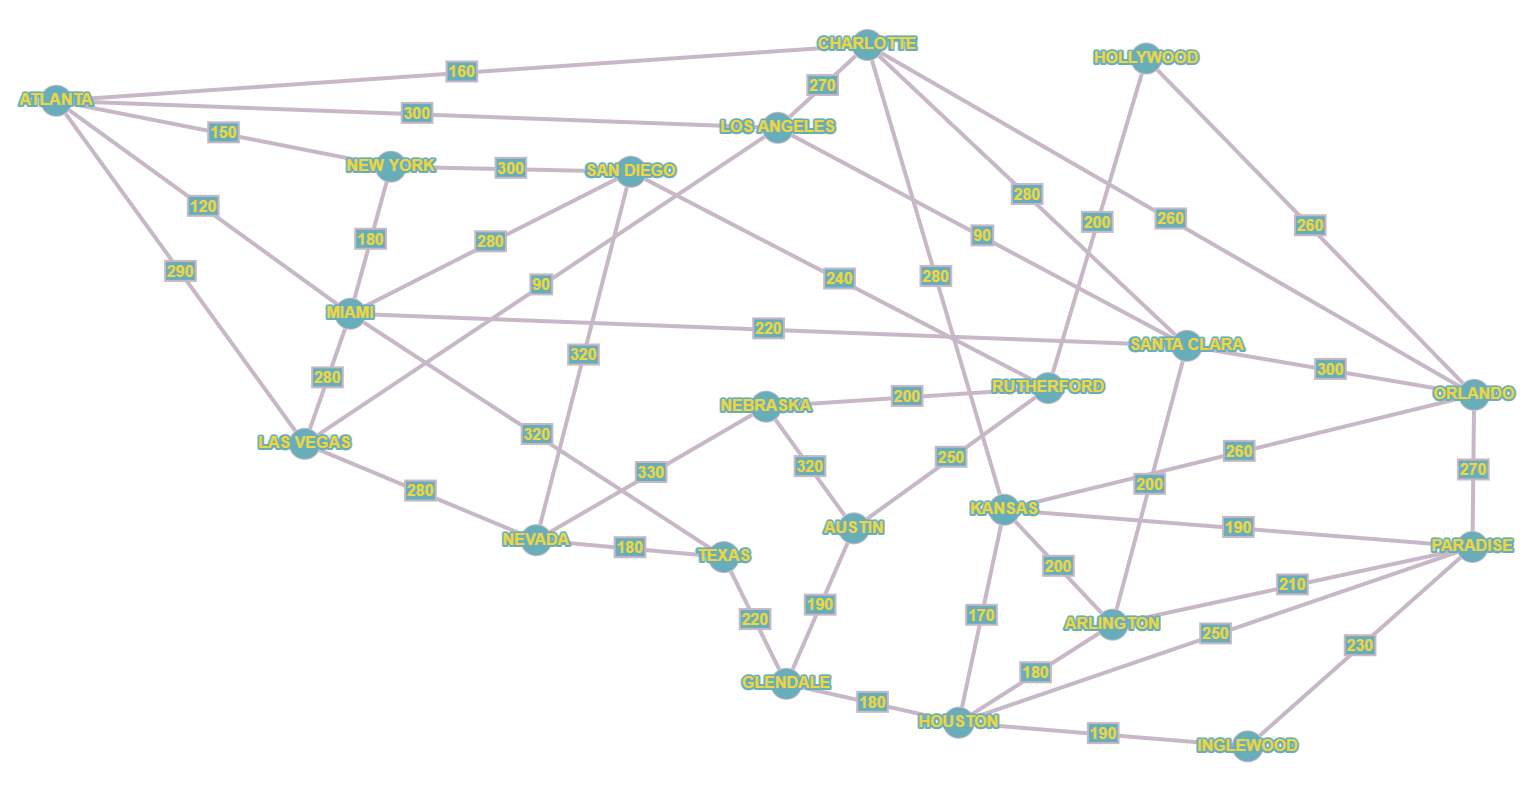 CHARLOTTE
HOLLYWOOD
160
270
ATLANTA
300
LOS ANGELES
150
NEW YORK
300
SAN DIEGO
280
120
260
200
260
180
280
90
290
90
240
280
MIAMI
220
SANTA CLARA
320
300
280
RUTHERFORD
ORLANDO
NEBRASKA
200
LAS VEGAS
320
260
250
320
330
270
200
280
KANSAS
AUSTIN
190
NEVADA
180
TEXAS
PARADISE
200
210
190
170
220
ARLINGTON
250
230
180
GLENDALE
180
HOUSTON
190
INGLEWOOD